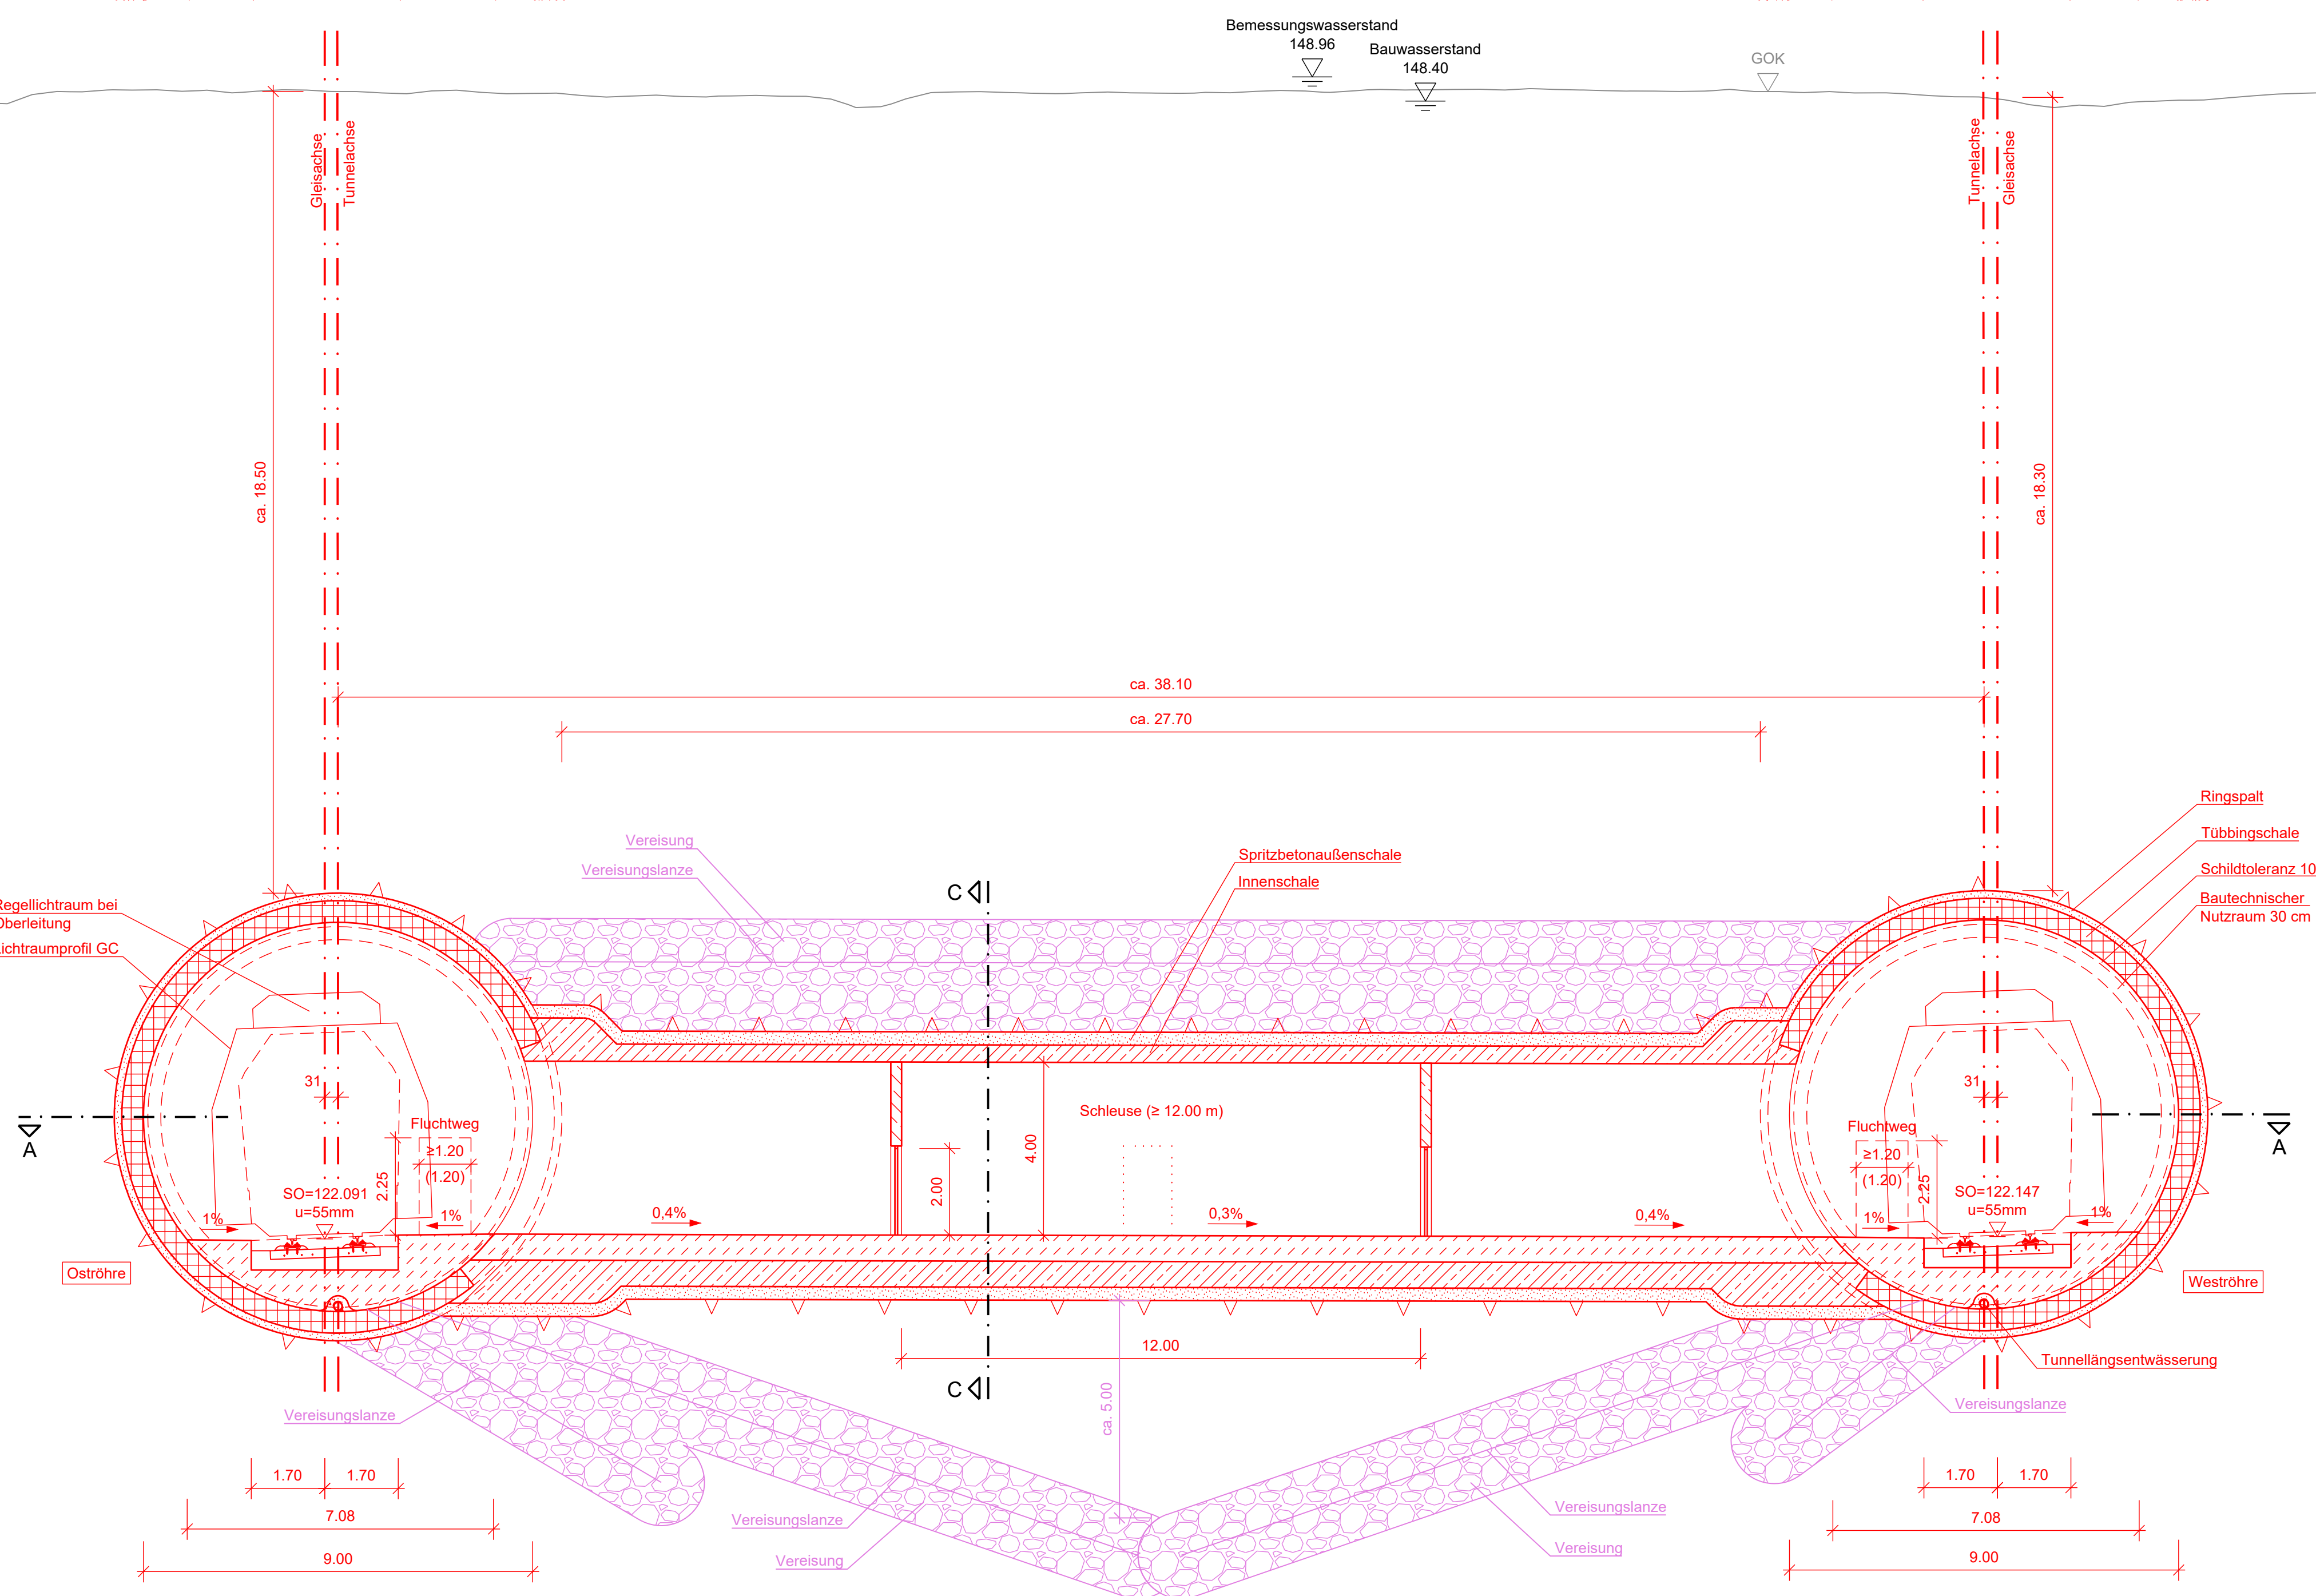 Bemessungswasserstand
148.96
Bauwasserstand
148.40
GOK
Gleisachse
Tunnelachse
Tunnelachse
Gleisachse
ca. 18.50
ca. 18.30
ca. 38.10
ca. 27.70
Ringspalt
Tübbingschale
Schildtoleranz 10
Bautechnischer
Nutzraum 30 cm
Vereisung
Vereisungslanze
Spritzbetonaußenschale
Innenschale
C
Regellichtraum bei
Oberleitung
Lichtraumprofil GC
31
31
Fluchtweg
≥1.20
(1.20)
2.25
SO=122.091
u=55mm
1%
1%
A
0,4%
2.00
4.00
Schleuse (≥ 12.00 m)
0,3%
0,4%
Fluchtweg
≥1.20
(1.20)
2.25
SO=122.147
u=55mm
1%
1%
A
Oströhre
Weströhre
12.00
C
ca. 5.00
Tunnellängsentwässerung
Vereisungslanze
Vereisungslanze
1.70
1.70
7.08
9.00
Vereisungslanze
Vereisung
Vereisungslanze
Vereisung
1.70
1.70
7.08
9.00